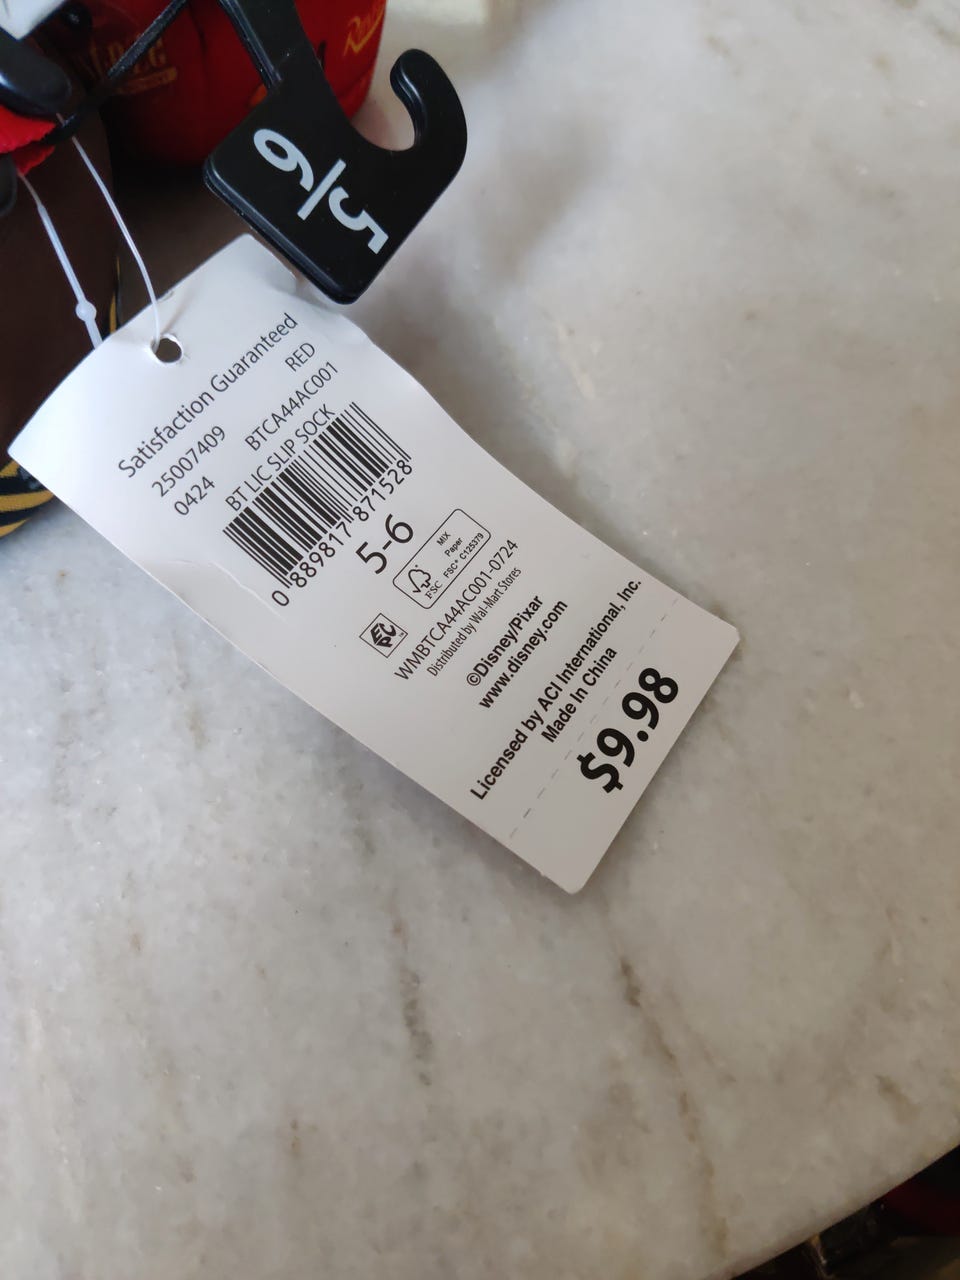 5/6
Satisfaction Guaranteed
25007409 RED
0424 BTCA44AC001
BT LIC SLIP SOCK
0 889817 871528
5-6
MIX
Paper
FSC FSC® C125379
EPC™
WMBTCA44AC001-0724
Distributed by Wal-Mart Stores
©Disney/Pixar
www.disney.com
Licensed by ACI International, Inc.
Made In China
$9.98